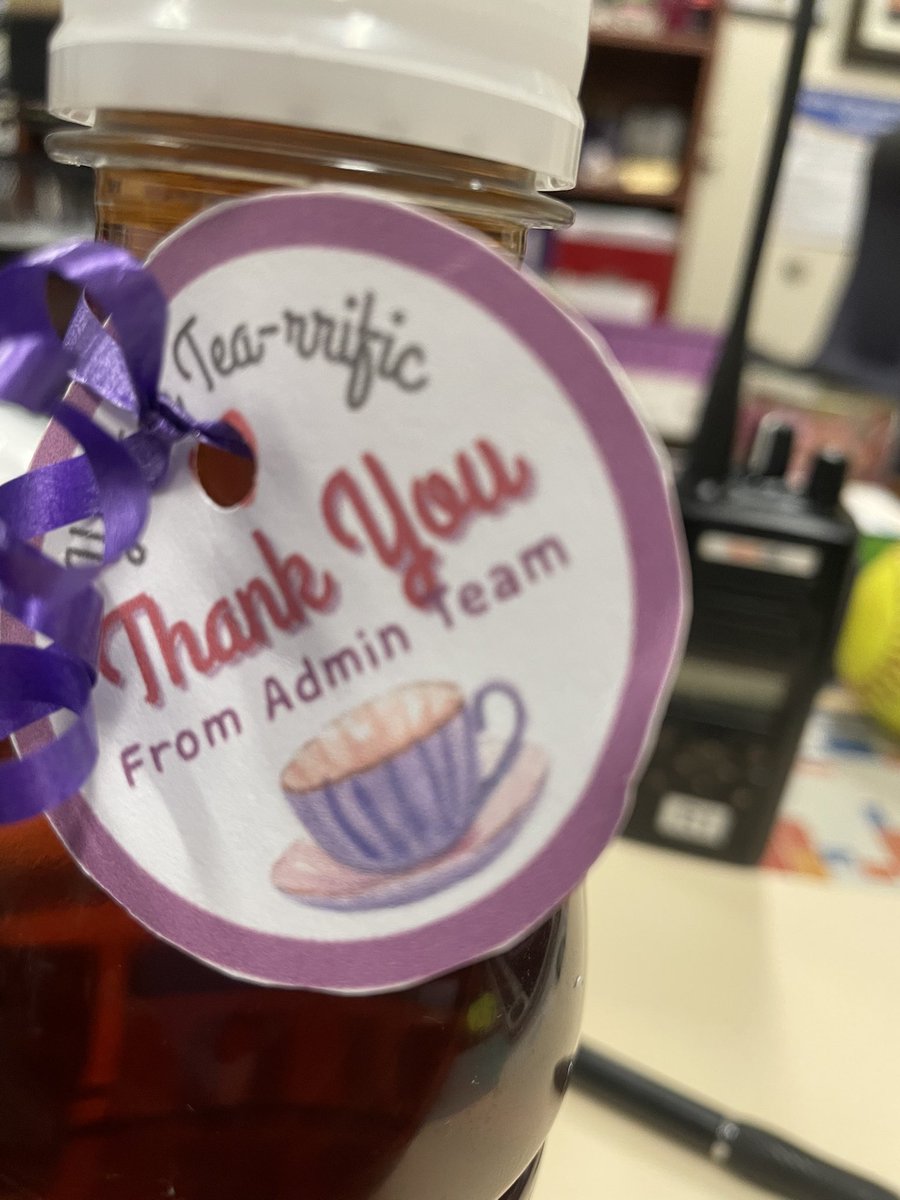 Tea-rrific
Thank You
From Admin Team